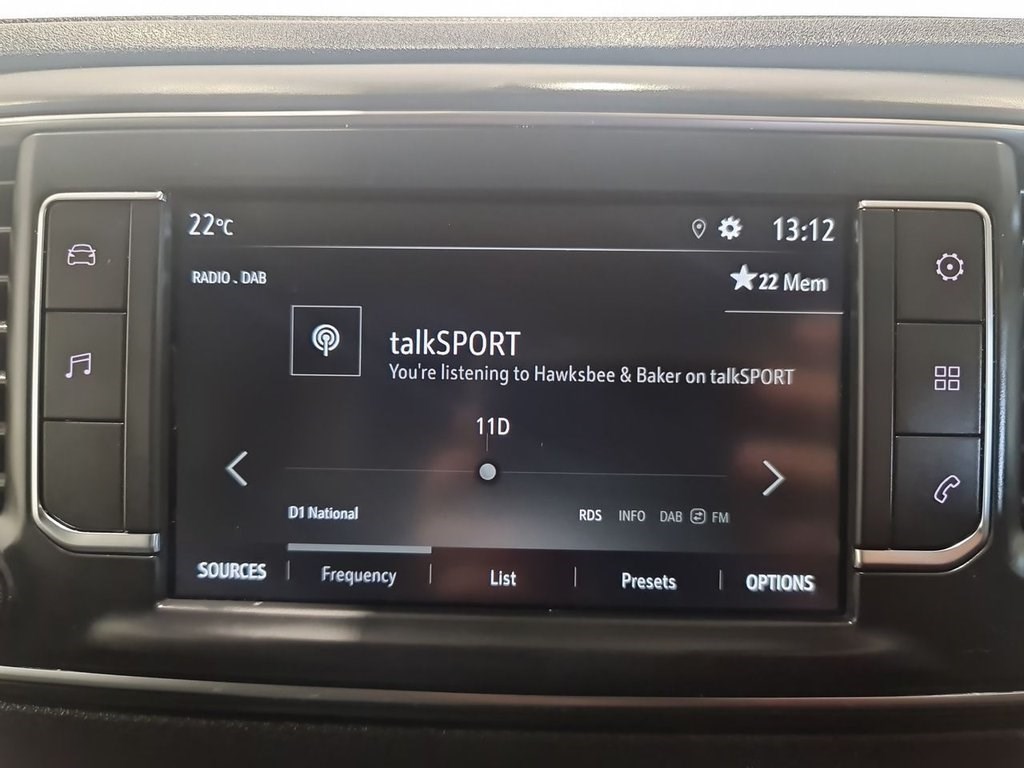 22°C
13:12
RADIO . DAB
22 Mem
talkSPORT
You're listening to Hawksbee & Baker on talkSPORT
11D
D1 National
RDS INFO DAB FM
SOURCES Frequency List Presets OPTIONS